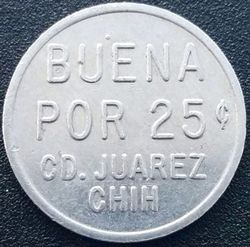 BUENA
POR 25¢
CD. JUAREZ
CHIH